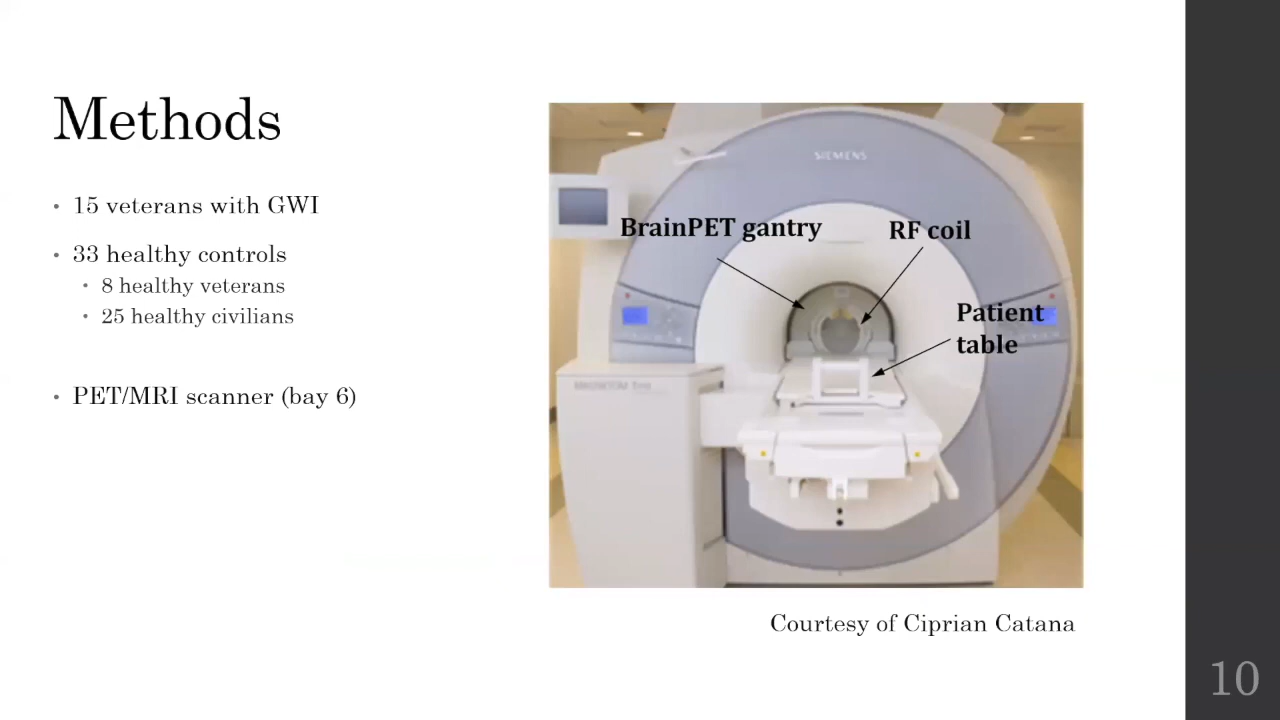 Methods
15 veterans with GWI
33 healthy controls
8 healthy veterans
25 healthy civilians
PET/MRI scanner (bay 6)
SIEMENS
BrainPET gantry
RF coil
Patient
table
Courtesy of Ciprian Catana
10